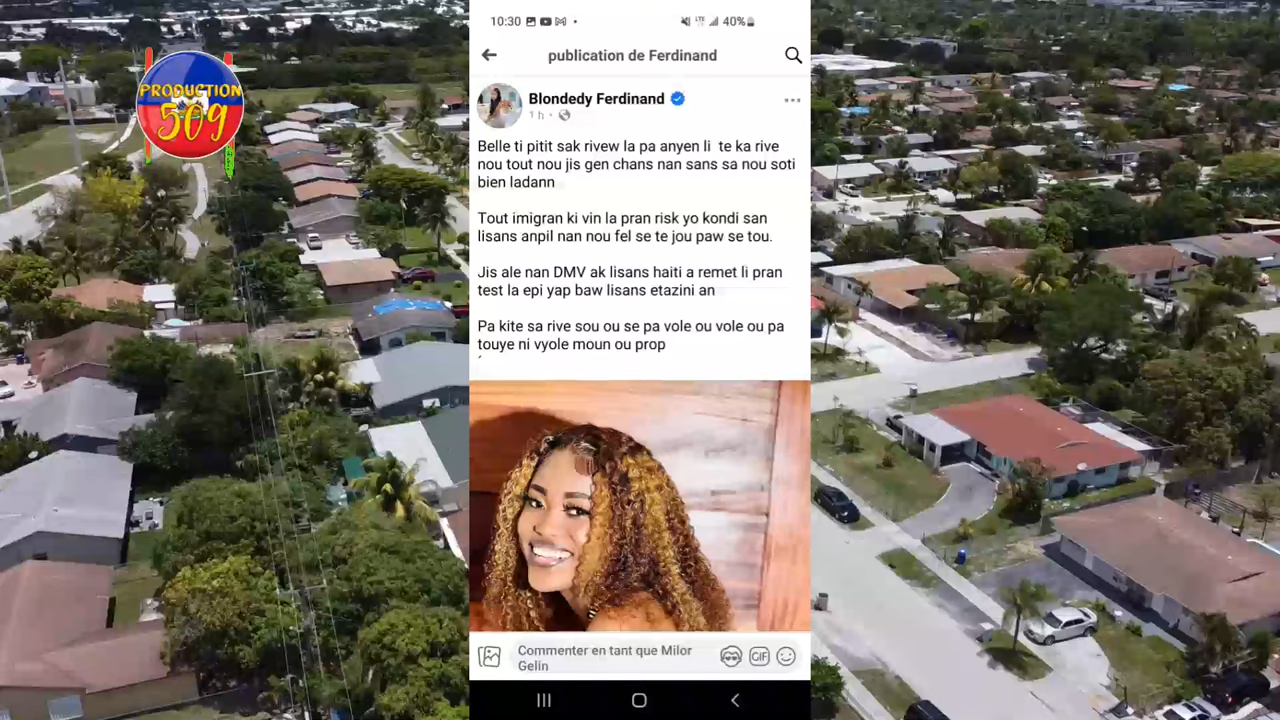 PRODUCTION
509
10:30
40%
publication de Ferdinand
Blondedy Ferdinand
1 h
Belle ti pitit sak rivew la pa anyen li te ka rive
nou tout nou jis gen chans nan sans sa nou soti
bien ladann
Tout imigran ki vin la pran risk yo kondi san
lisans anpil nan nou fel se te jou paw se tou.
Jis ale nan DMV ak lisans haiti a remet li pran
test la epi yap baw lisans etazini an
Pa kite sa rive sou ou se pa vole ou vole ou pa
touye ni vyole moun ou prop
Commenter en tant que Milor
Gelin
GIF